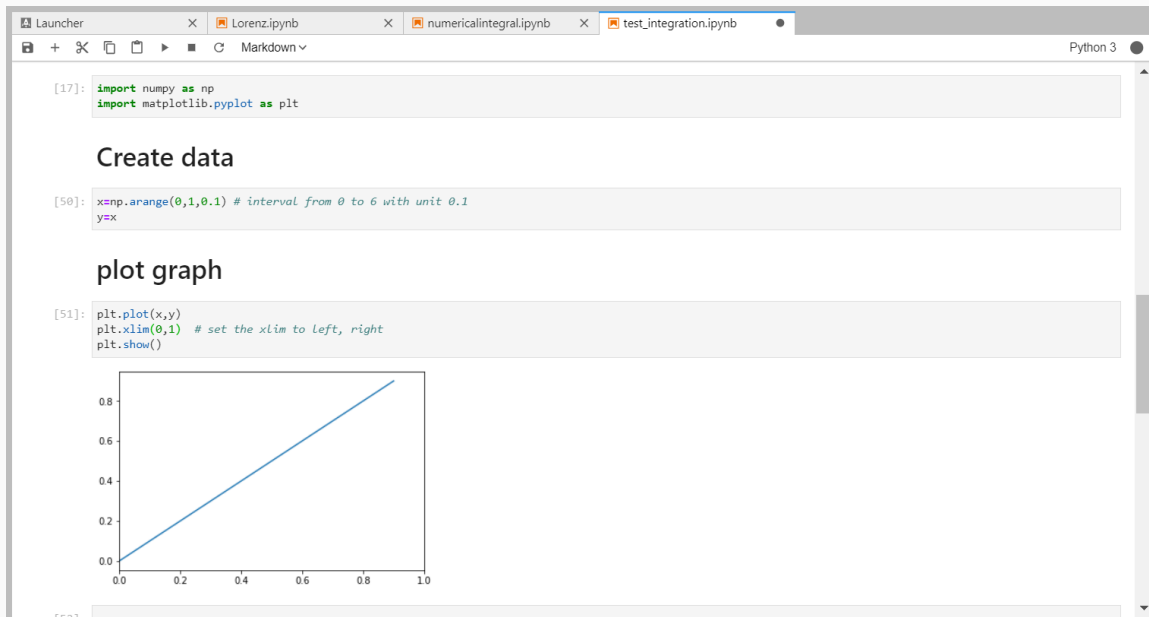 Launcher
Lorenz.ipynb
numericalintegral.ipynb
test_integration.ipynb
Markdown
Python 3
[17]: import numpy as np
import matplotlib.pyplot as plt
Create data
[50]: x=np.arange(0,1,0.1) # interval from 0 to 6 with unit 0.1
y=x
plot graph
[51]: plt.plot(x,y)
plt.xlim(0,1)  # set the xlim to left, right
plt.show()
0.8
0.6
0.4
0.2
0.0
0.0 0.2 0.4 0.6 0.8 1.0